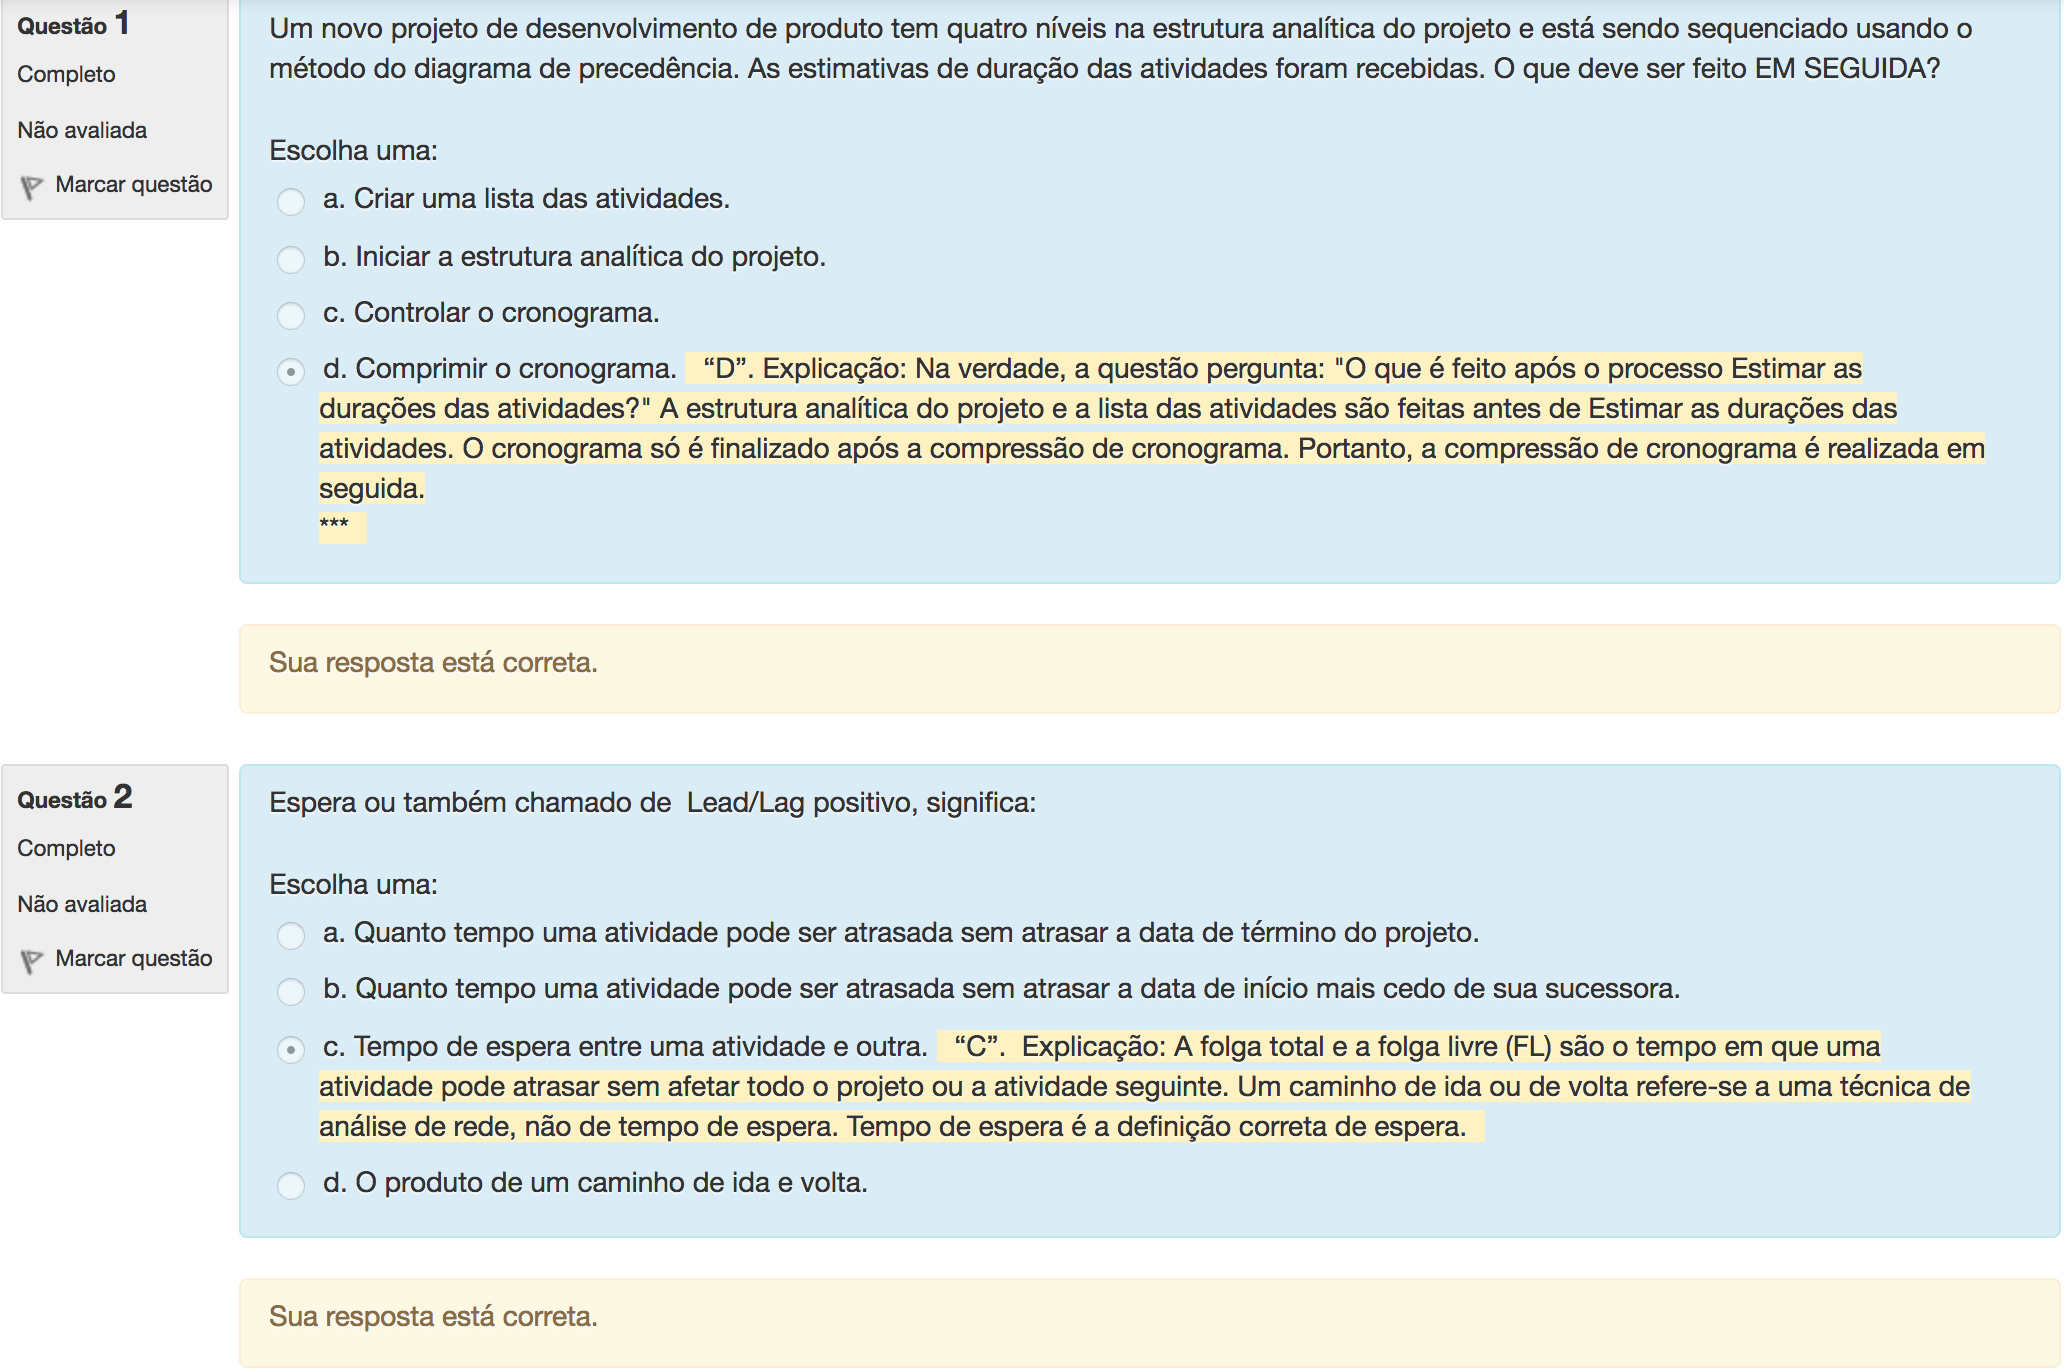 Questão 1
Completo
Não avaliada
Marcar questão
Um novo projeto de desenvolvimento de produto tem quatro níveis na estrutura analítica do projeto e está sendo sequenciado usando o
método do diagrama de precedência. As estimativas de duração das atividades foram recebidas. O que deve ser feito EM SEGUIDA?
Escolha uma:
a. Criar uma lista das atividades.
b. Iniciar a estrutura analítica do projeto.
c. Controlar o cronograma.
d. Comprimir o cronograma. “D”. Explicação: Na verdade, a questão pergunta: "O que é feito após o processo Estimar as
durações das atividades?" A estrutura analítica do projeto e a lista das atividades são feitas antes de Estimar as durações das
atividades. O cronograma só é finalizado após a compressão de cronograma. Portanto, a compressão de cronograma é realizada em
seguida.
***
Sua resposta está correta.
Questão 2
Completo
Não avaliada
Marcar questão
Espera ou também chamado de  Lead/Lag positivo, significa:
Escolha uma:
a. Quanto tempo uma atividade pode ser atrasada sem atrasar a data de término do projeto.
b. Quanto tempo uma atividade pode ser atrasada sem atrasar a data de início mais cedo de sua sucessora.
c. Tempo de espera entre uma atividade e outra. “C”.  Explicação: A folga total e a folga livre (FL) são o tempo em que uma
atividade pode atrasar sem afetar todo o projeto ou a atividade seguinte. Um caminho de ida ou de volta refere-se a uma técnica de
análise de rede, não de tempo de espera. Tempo de espera é a definição correta de espera.
d. O produto de um caminho de ida e volta.
Sua resposta está correta.